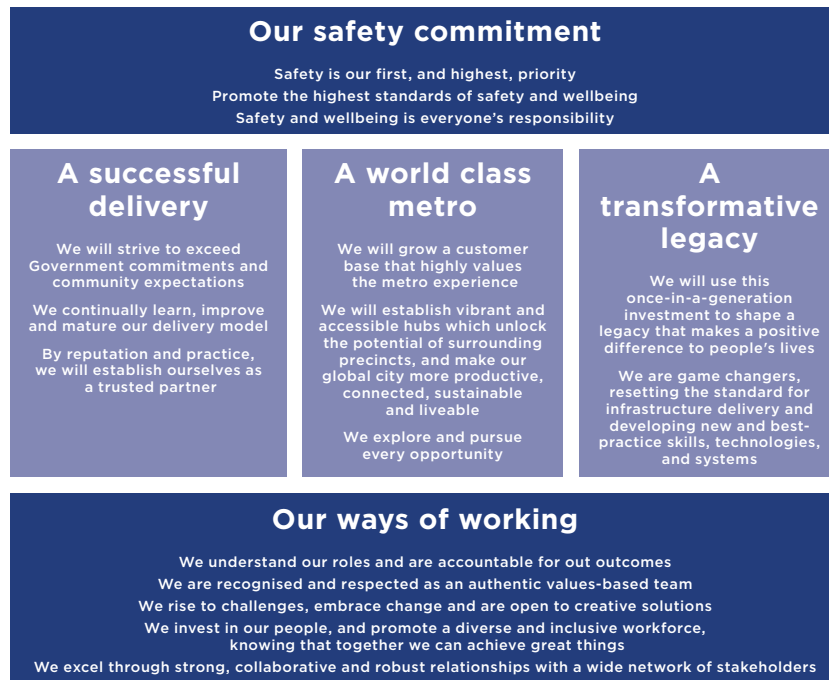 Our safety commitment
Safety is our first, and highest, priority
Promote the highest standards of safety and wellbeing
Safety and wellbeing is everyone's responsibility
A successful
delivery
We will strive to exceed
Government commitments and
community expectations
We continually learn, improve
and mature our delivery model
By reputation and practice,
we will establish ourselves as
a trusted partner
A world class
metro
We will grow a customer
base that highly values
the metro experience
We will establish vibrant and
accessible hubs which unlock
the potential of surrounding
precincts, and make our
global city more productive,
connected, sustainable
and liveable
We explore and pursue
every opportunity
A
transformative
legacy
We will use this
once-in-a-generation
investment to shape a
legacy that makes a positive
difference to people's lives
We are game changers,
resetting the standard for
infrastructure delivery and
developing new and best-
practice skills, technologies,
and systems
Our ways of working
We understand our roles and are accountable for out outcomes
We are recognised and respected as an authentic values-based team
We rise to challenges, embrace change and are open to creative solutions
We invest in our people, and promote a diverse and inclusive workforce,
knowing that together we can achieve great things
We excel through strong, collaborative and robust relationships with a wide network of stakeholders